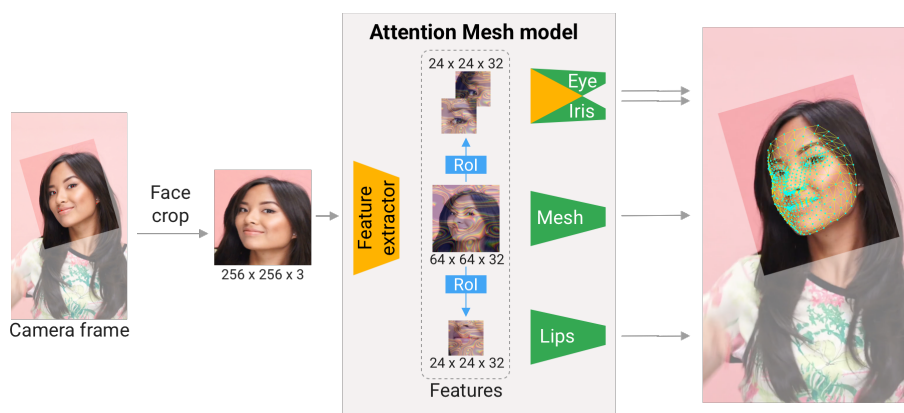 Attention Mesh model
24 x 24 x 32
Eye
Iris
RoI
Face
crop
Feature
extractor
Mesh
64 x 64 x 32
256 x 256 x 3
RoI
Camera frame
Lips
24 x 24 x 32
Features